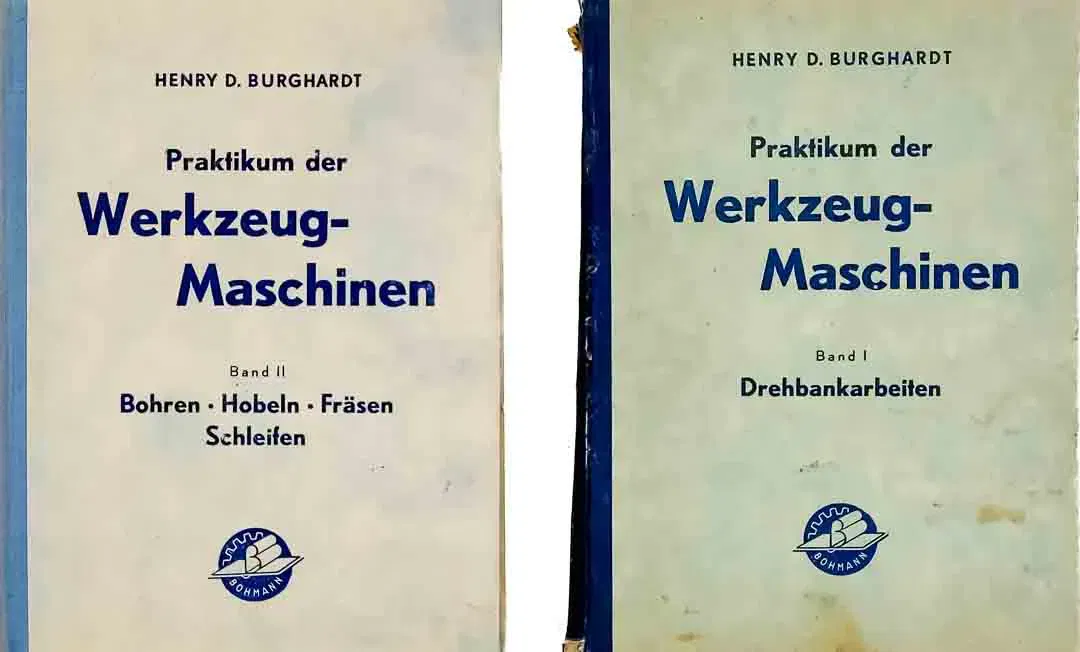 HENRY D. BURGHARDT
Praktikum der
Werkzeug-
Maschinen
Band II
Bohren · Hobeln · Fräsen
Schleifen
B
BOHMANN
HENRY D. BURGHARDT
Praktikum der
Werkzeug-
Maschinen
Band I
Drehbankarbeiten
B
BOHMANN